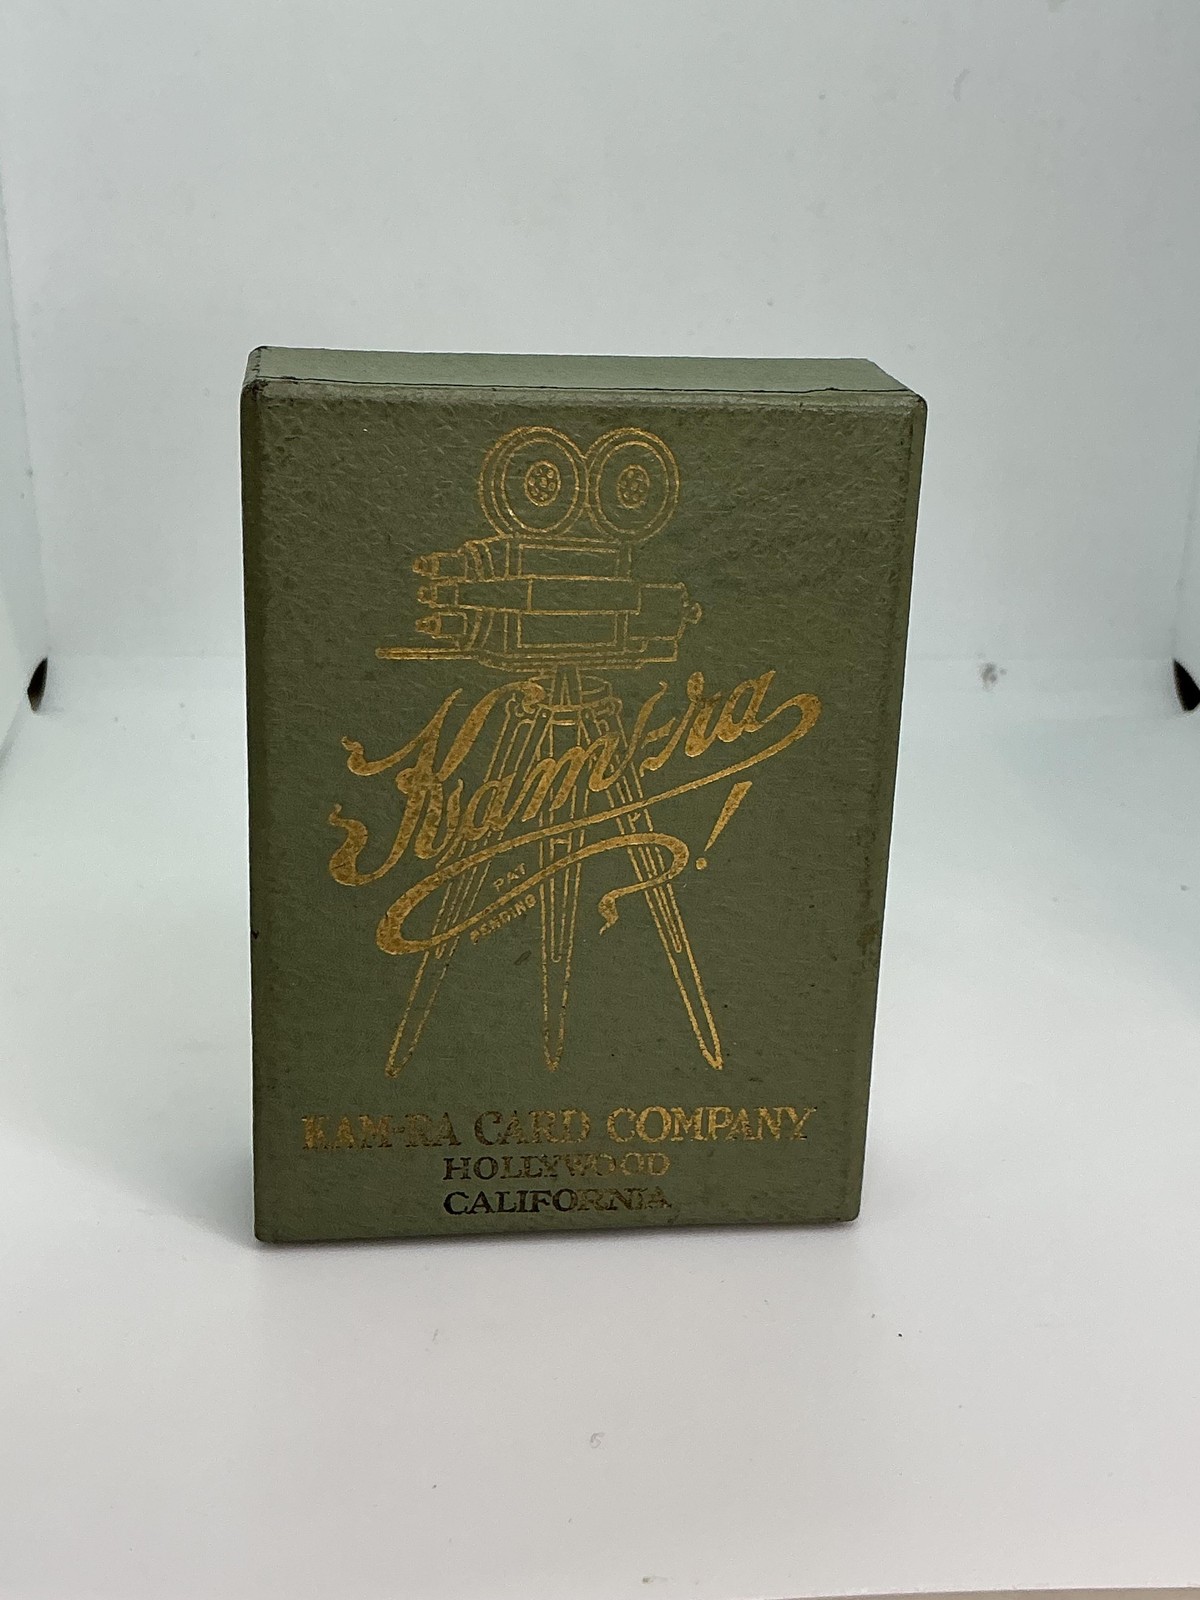 Kam-ra!
PAT
PENDING
KAM-RA CARD COMPANY
HOLLYWOOD
CALIFORNIA